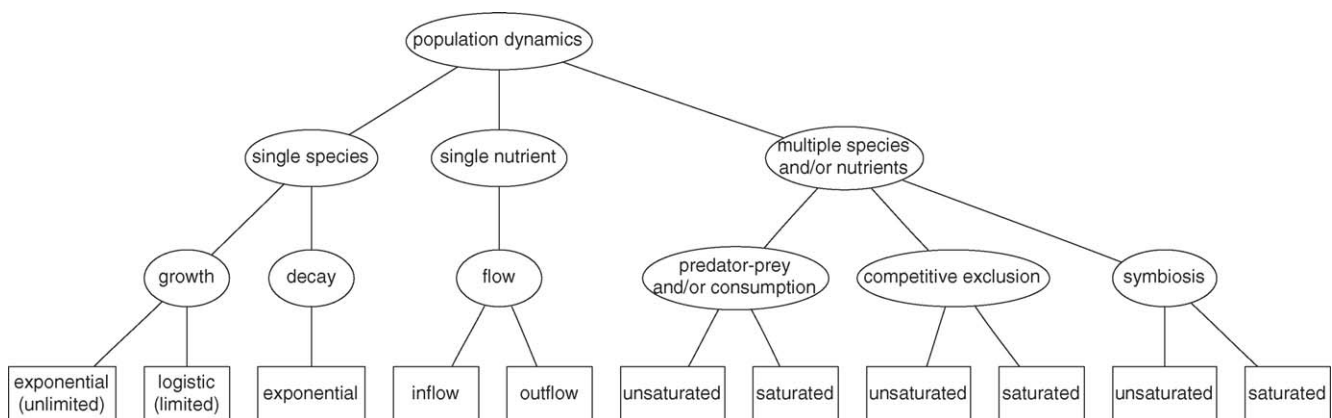 population dynamics
single species
single nutrient
multiple species
and/or nutrients
growth
decay
flow
predator-prey
and/or consumption
competitive exclusion
symbiosis
exponential
(unlimited)
logistic
(limited)
exponential
inflow
outflow
unsaturated
saturated
unsaturated
saturated
unsaturated
saturated